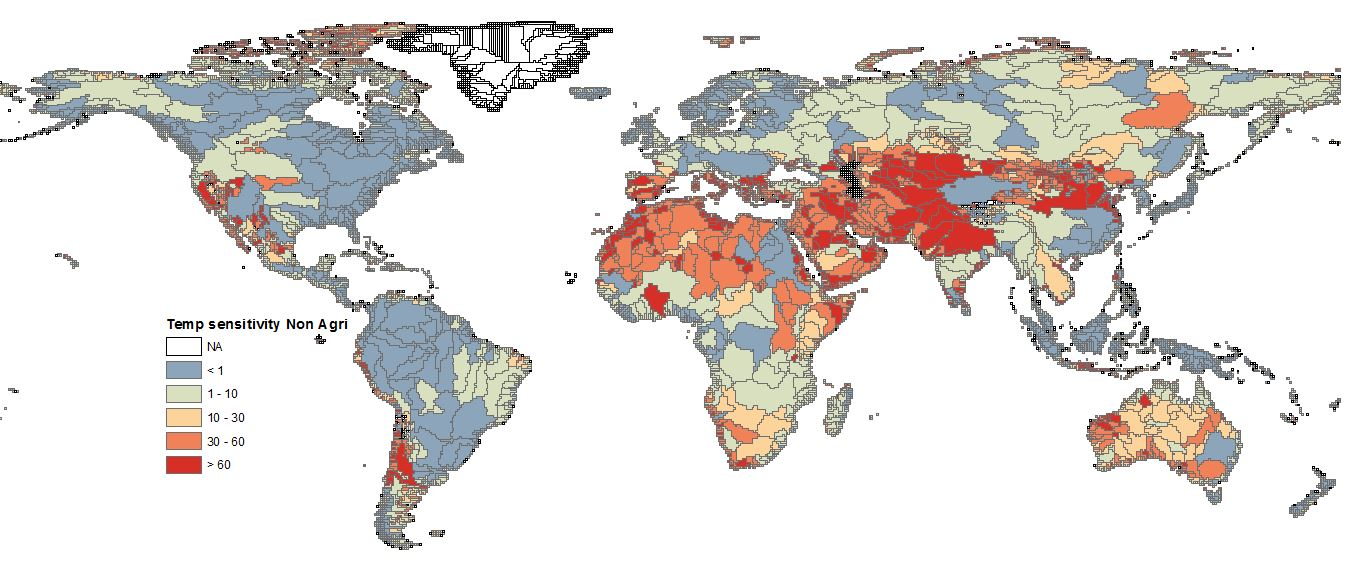 Temp sensitivity Non Agri
NA
< 1
1 - 10
10 - 30
30 - 60
> 60